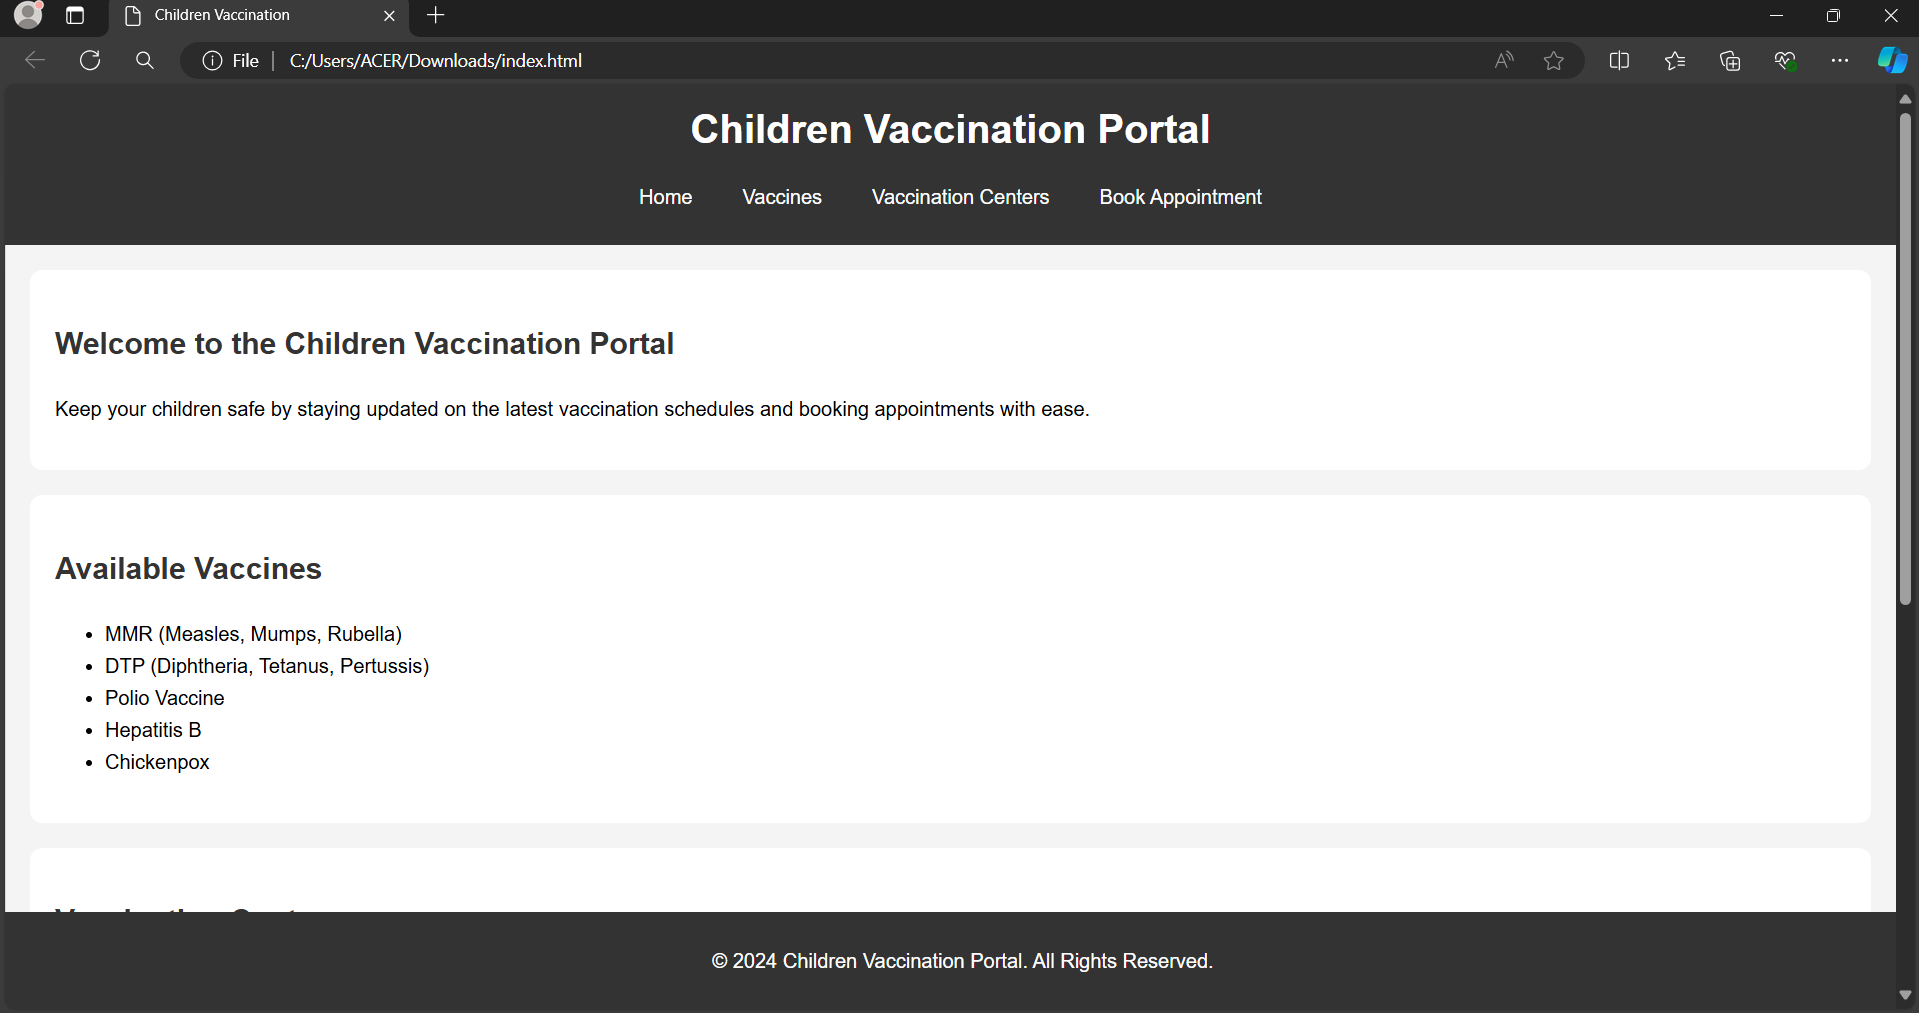 Children Vaccination
File
C:/Users/ACER/Downloads/index.html
Children Vaccination Portal
Home Vaccines Vaccination Centers Book Appointment
Welcome to the Children Vaccination Portal
Keep your children safe by staying updated on the latest vaccination schedules and booking appointments with ease.
Available Vaccines
• MMR (Measles, Mumps, Rubella)
• DTP (Diphtheria, Tetanus, Pertussis)
• Polio Vaccine
• Hepatitis B
• Chickenpox
© 2024 Children Vaccination Portal. All Rights Reserved.